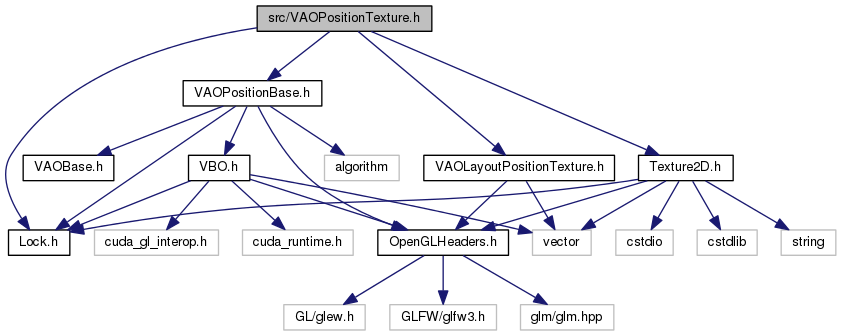 src/VAOPositionTexture.h
VAOPositionBase.h
VAOBase.h
VBO.h
algorithm
VAOLayoutPositionTexture.h
Texture2D.h
Lock.h
cuda_gl_interop.h
cuda_runtime.h
OpenGLHeaders.h
vector
cstdio
cstdlib
string
GL/glew.h
GLFW/glfw3.h
glm/glm.hpp